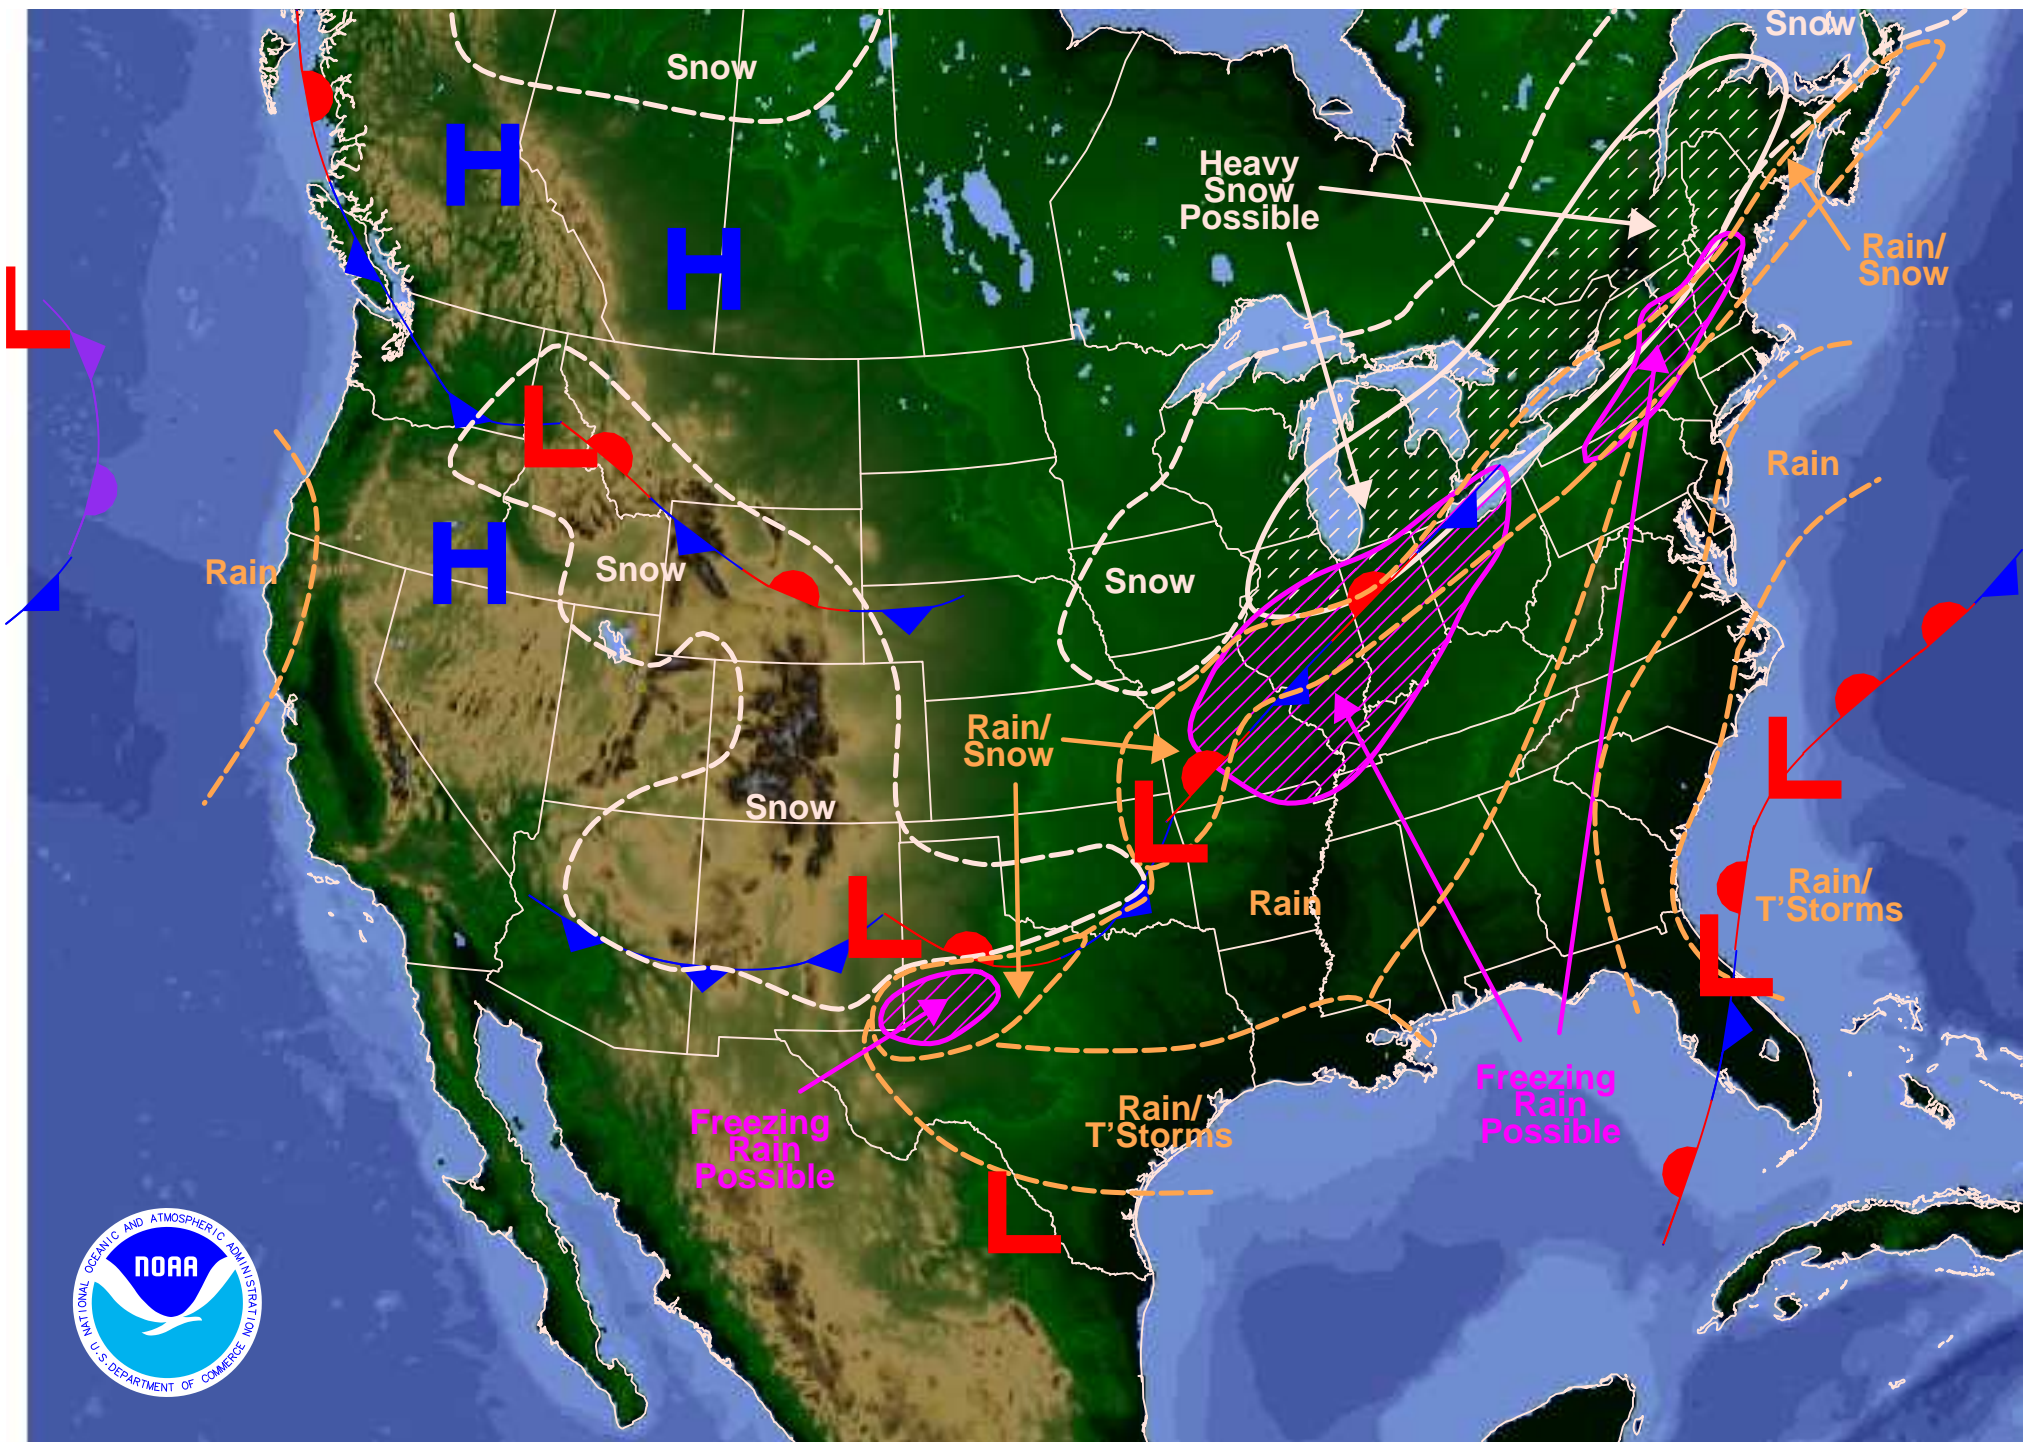 Snow
Snow
H
Heavy
Snow
Possible
H
Rain/
Snow
L
L
Rain
H
Rain
Snow
Snow
Rain/
Snow
L
Snow
L
Rain/
T'Storms
Rain
L
L
Freezing
Rain
Possible
Rain/
T'Storms
Freezing
Rain
Possible
L
NATIONAL OCEANIC AND ATMOSPHERIC ADMINISTRATION
NOAA
U.S. DEPARTMENT OF COMMERCE